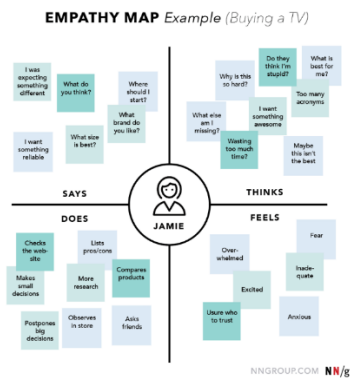 EMPATHY MAP Example (Buying a TV)
I was
expecting
something
different
What do
you think?
Where
should I
start?
What
brand do
you like?
I want
something
reliable
What size
is best?
SAYS
Why is this
so hard?
Do they
think I'm
stupid?
What is
best for
me?
Too many
acronyms
What else
am I
missing?
I want
something
awesome
Wasting
too much
time?
Maybe
this isn't
the best
THINKS
JAMIE
DOES
Checks
the web-
site
Lists
pros/cons
Makes
small
decisions
More
research
Compares
products
Postpones
big
decisions
Observes
in store
Asks
friends
FEELS
Over-
whelmed
Fear
Inade-
quate
Excited
Usure who
to trust
Anxious
NNGROUP.COM NN/g